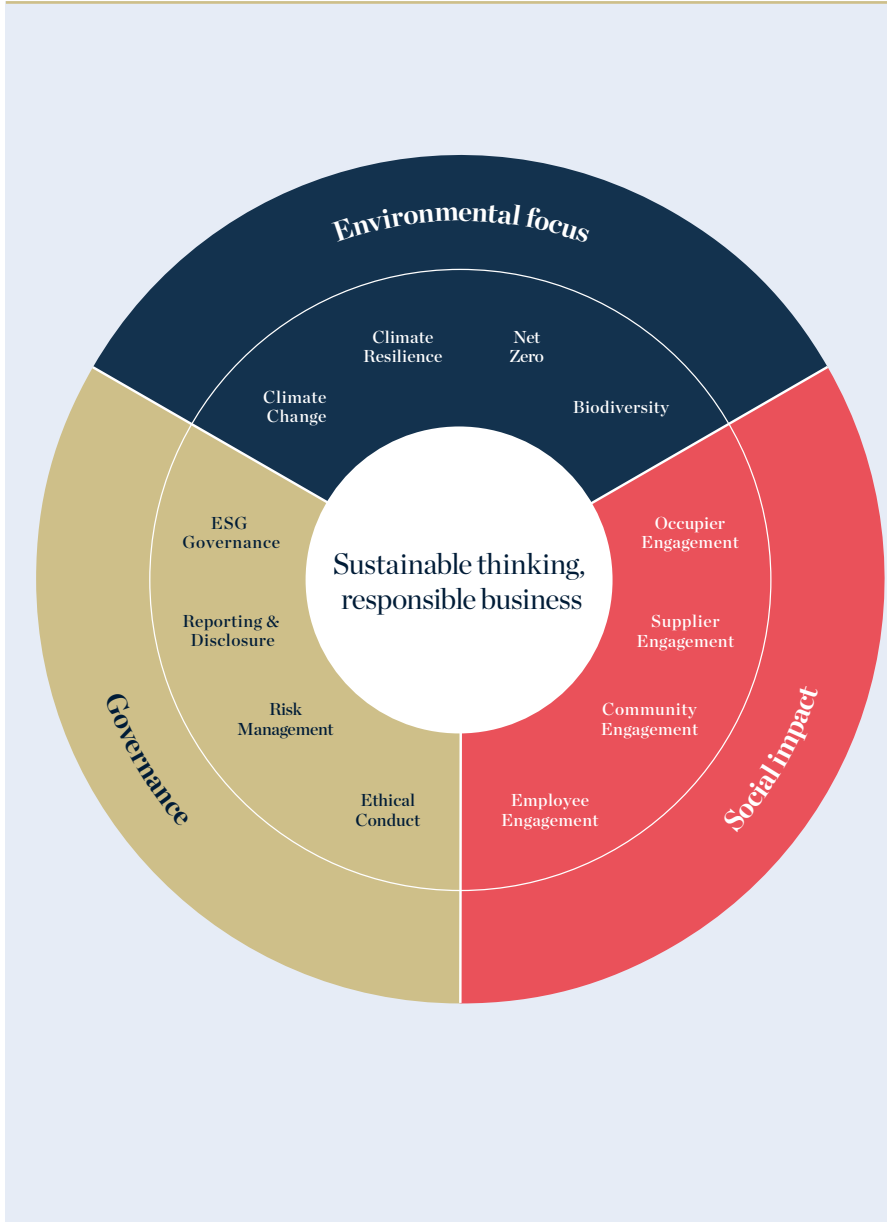 Environmental focus
Climate
Resilience
Net
Zero
Climate
Change
Biodiversity
ESG
Governance
Occupier
Engagement
Sustainable thinking,
responsible business
Reporting &
Disclosure
Supplier
Engagement
Risk
Management
Community
Engagement
Governance
Social impact
Ethical
Conduct
Employee
Engagement